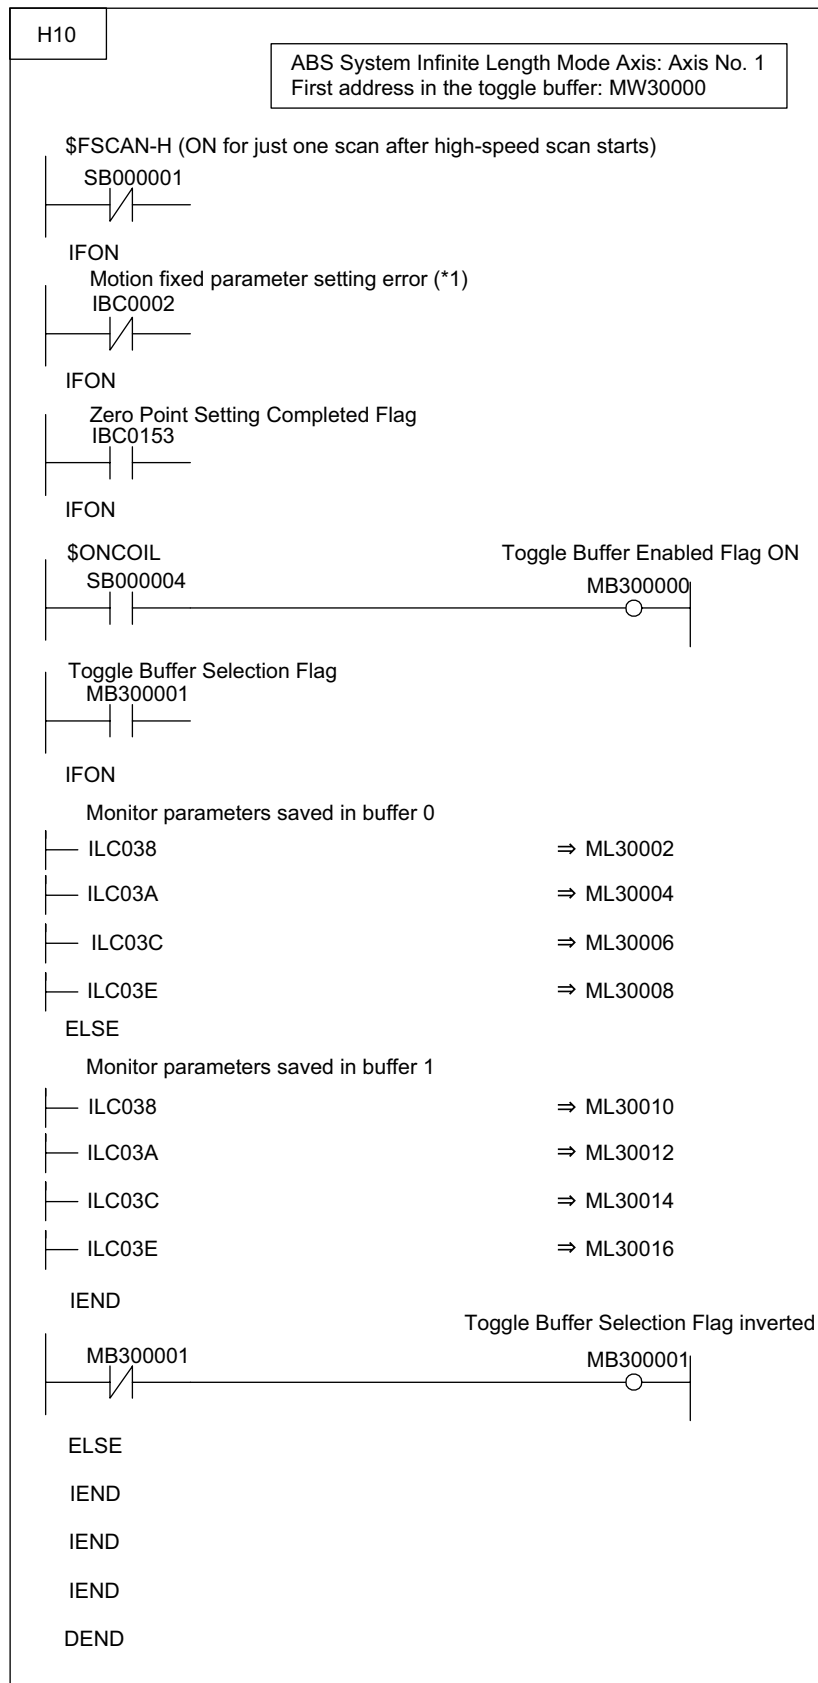 H10
ABS System Infinite Length Mode Axis: Axis No. 1
First address in the toggle buffer: MW30000
$FSCAN-H (ON for just one scan after high-speed scan starts)
SB000001
IFON
Motion fixed parameter setting error (*1)
IBC0002
IFON
Zero Point Setting Completed Flag
IBC0153
IFON
$ONCOIL Toggle Buffer Enabled Flag ON
SB000004 MB300000
Toggle Buffer Selection Flag
MB300001
IFON
Monitor parameters saved in buffer 0
ILC038 ⇒ ML30002
ILC03A ⇒ ML30004
ILC03C ⇒ ML30006
ILC03E ⇒ ML30008
ELSE
Monitor parameters saved in buffer 1
ILC038 ⇒ ML30010
ILC03A ⇒ ML30012
ILC03C ⇒ ML30014
ILC03E ⇒ ML30016
IEND
Toggle Buffer Selection Flag inverted
MB300001 MB300001
ELSE
IEND
IEND
IEND
DEND